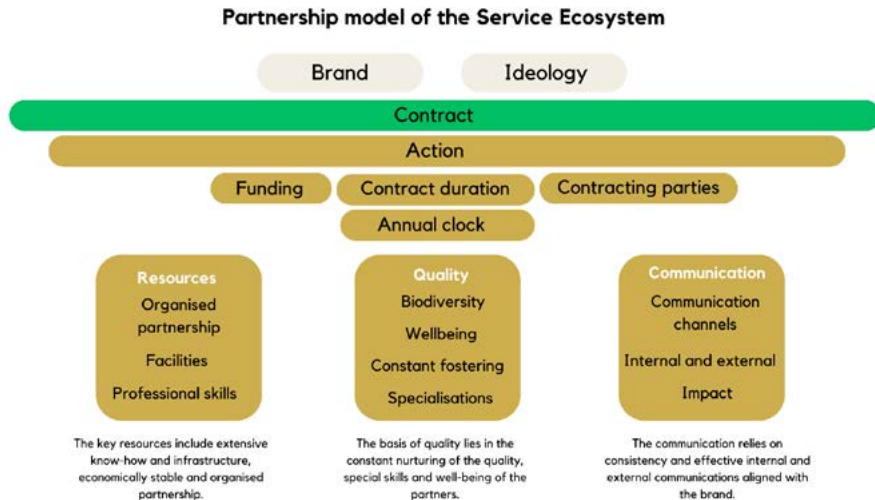 Partnership model of the Service Ecosystem
Brand
Ideology
Contract
Action
Funding
Contract duration
Contracting parties
Annual clock
Resources
Organised
partnership
Facilities
Professional skills
Quality
Biodiversity
Wellbeing
Constant fostering
Specialisations
Communication
Communication
channels
Internal and external
Impact
The key resources include extensive
know-how and infrastructure,
economically stable and organised
partnership.
The basis of quality lies in the
constant nurturing of the quality,
special skills and well-being of the
partners.
The communication relies on
consistency and effective internal and
external communications aligned with
the brand.